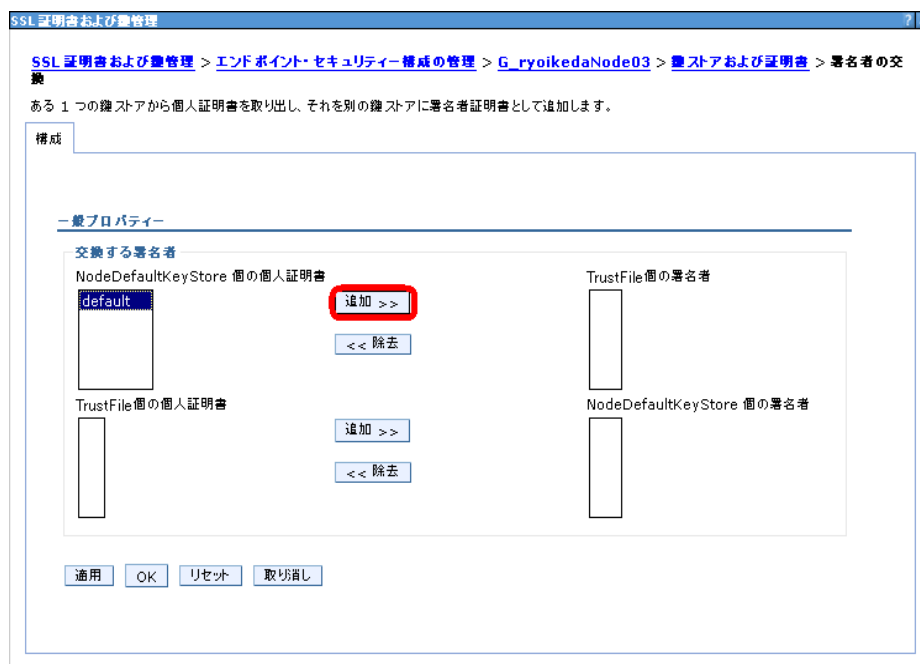 SSL 証明書および鍵管理 ?
SSL 証明書および鍵管理 > エンドポイント・セキュリティー構成の管理 > G_ryoikedaNode03 > 鍵ストアおよび証明書 > 署名者の交
換
ある 1 つの鍵ストアから個人証明書を取り出し、それを別の鍵ストアに署名者証明書として追加します。
構成
一般プロパティー
交換する署名者
NodeDefaultKeyStore 個の個人証明書
TrustFile個の署名者
default
追加 >>
<< 除去
TrustFile個の個人証明書
NodeDefaultKeyStore 個の署名者
追加 >>
<< 除去
適用 OK リセット 取り消し